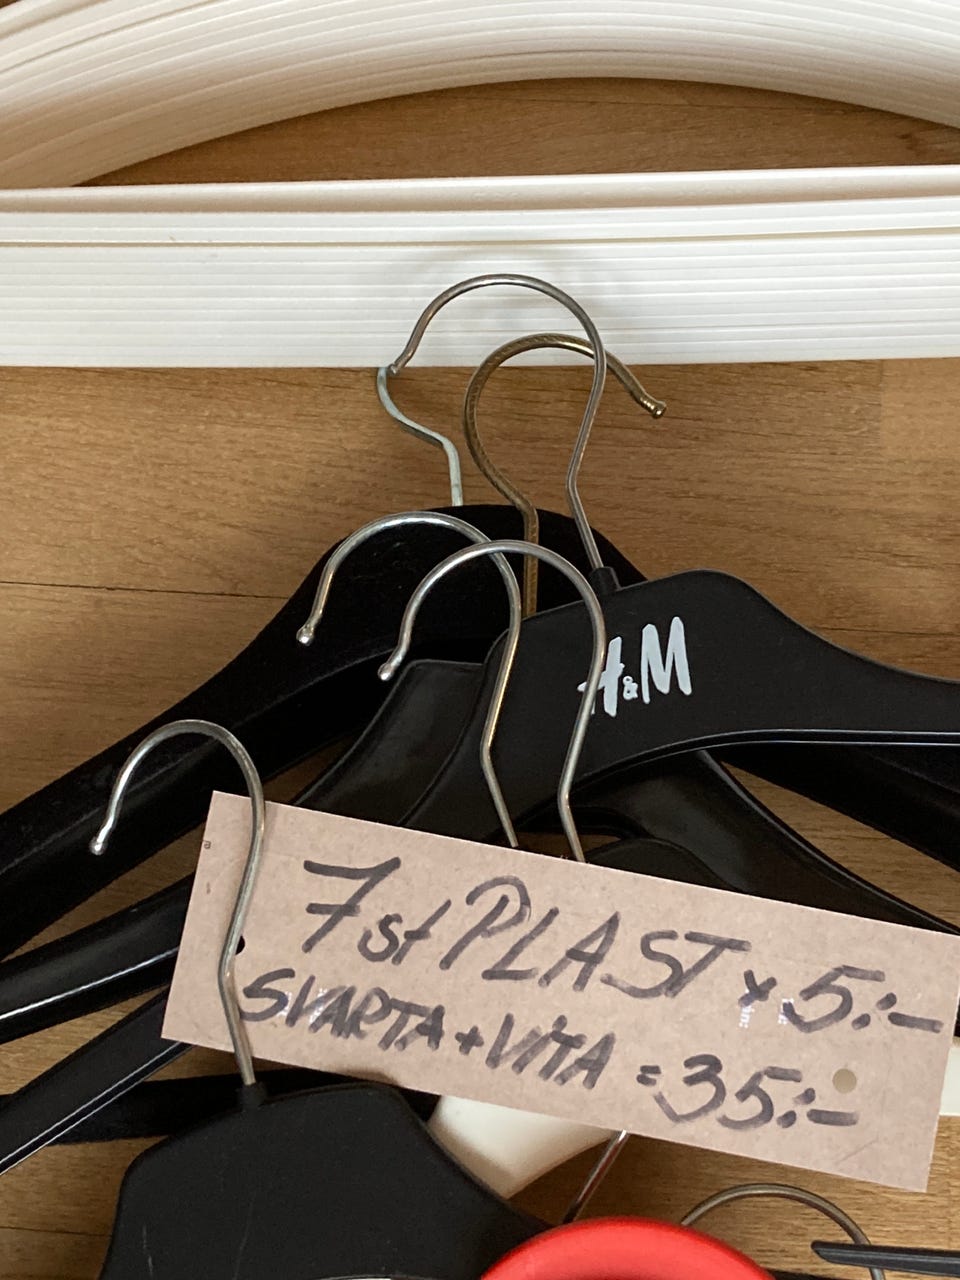 H&M
7 st PLAST x 5:-
SVARTA + VITA = 35:-